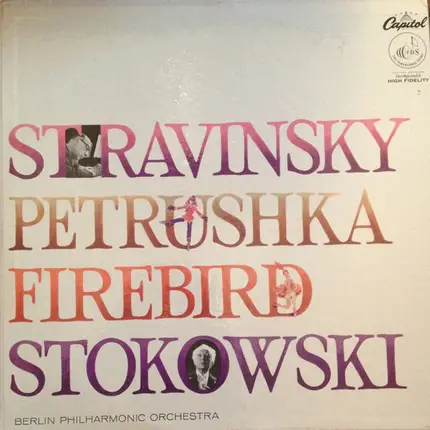 Capitol
FDS
HIGH FIDELITY
STRAVINSKY
PETRUSHKA
FIREBIRD
STOKOWSKI
BERLIN PHILHARMONIC ORCHESTRA